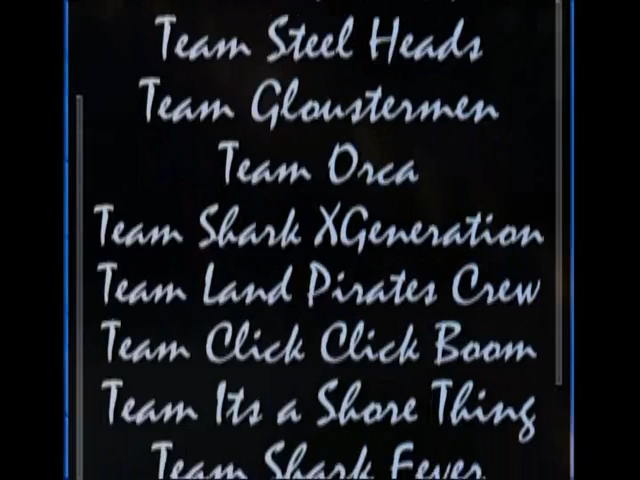 Team Steel Heads
Team Gloustermen
Team Orca
Team Shark XGeneration
Team Land Pirates Crew
Team Click Click Boom
Team Its a Shore Thing
Team Shark Fever